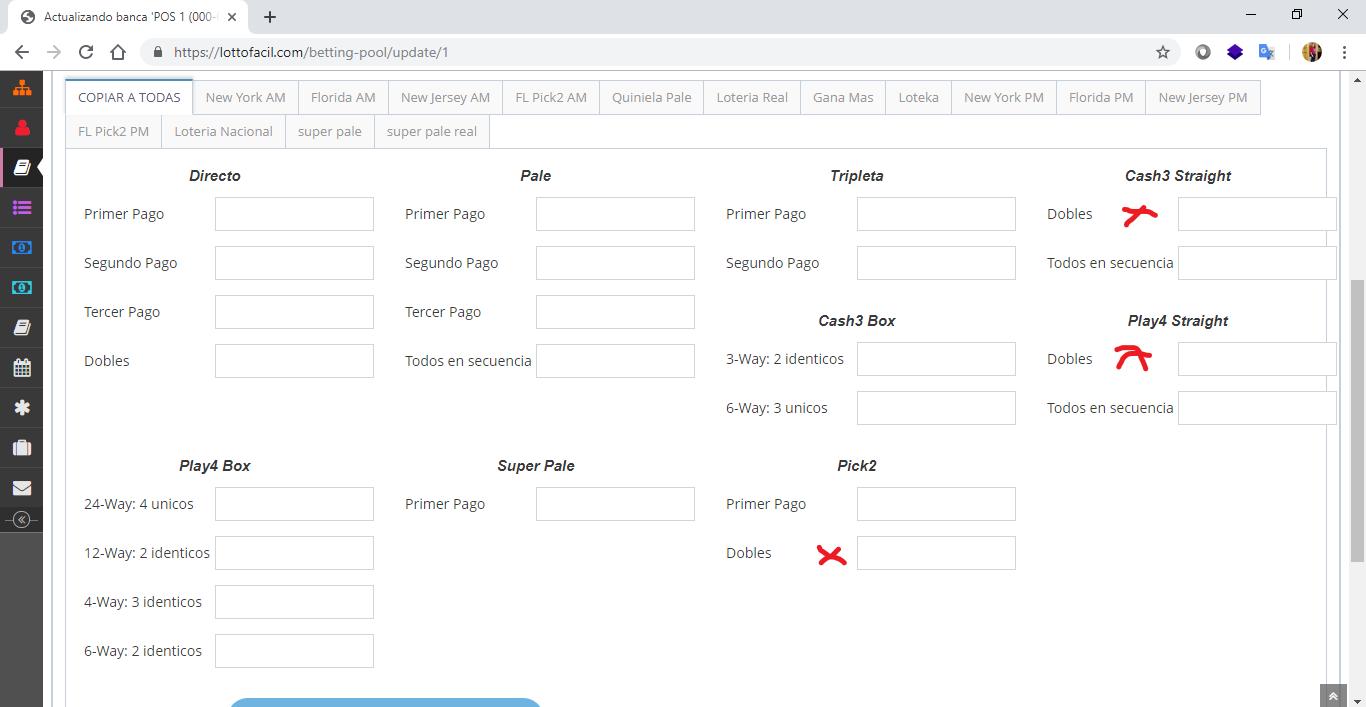 Actualizando banca 'POS 1 (000-
https://lottofacil.com/betting-pool/update/1
COPIAR A TODAS New York AM Florida AM New Jersey AM FL Pick2 AM Quiniela Pale Loteria Real Gana Mas Loteka New York PM Florida PM New Jersey PM
FL Pick2 PM Loteria Nacional super pale super pale real
Directo Pale Tripleta Cash3 Straight
Primer Pago Primer Pago Primer Pago Dobles
Segundo Pago Segundo Pago Segundo Pago Todos en secuencia
Tercer Pago Tercer Pago
Cash3 Box Play4 Straight
Dobles Todos en secuencia 3-Way: 2 identicos Dobles
6-Way: 3 unicos Todos en secuencia
Play4 Box Super Pale Pick2
24-Way: 4 unicos Primer Pago Primer Pago
12-Way: 2 identicos Dobles
4-Way: 3 identicos
6-Way: 2 identicos